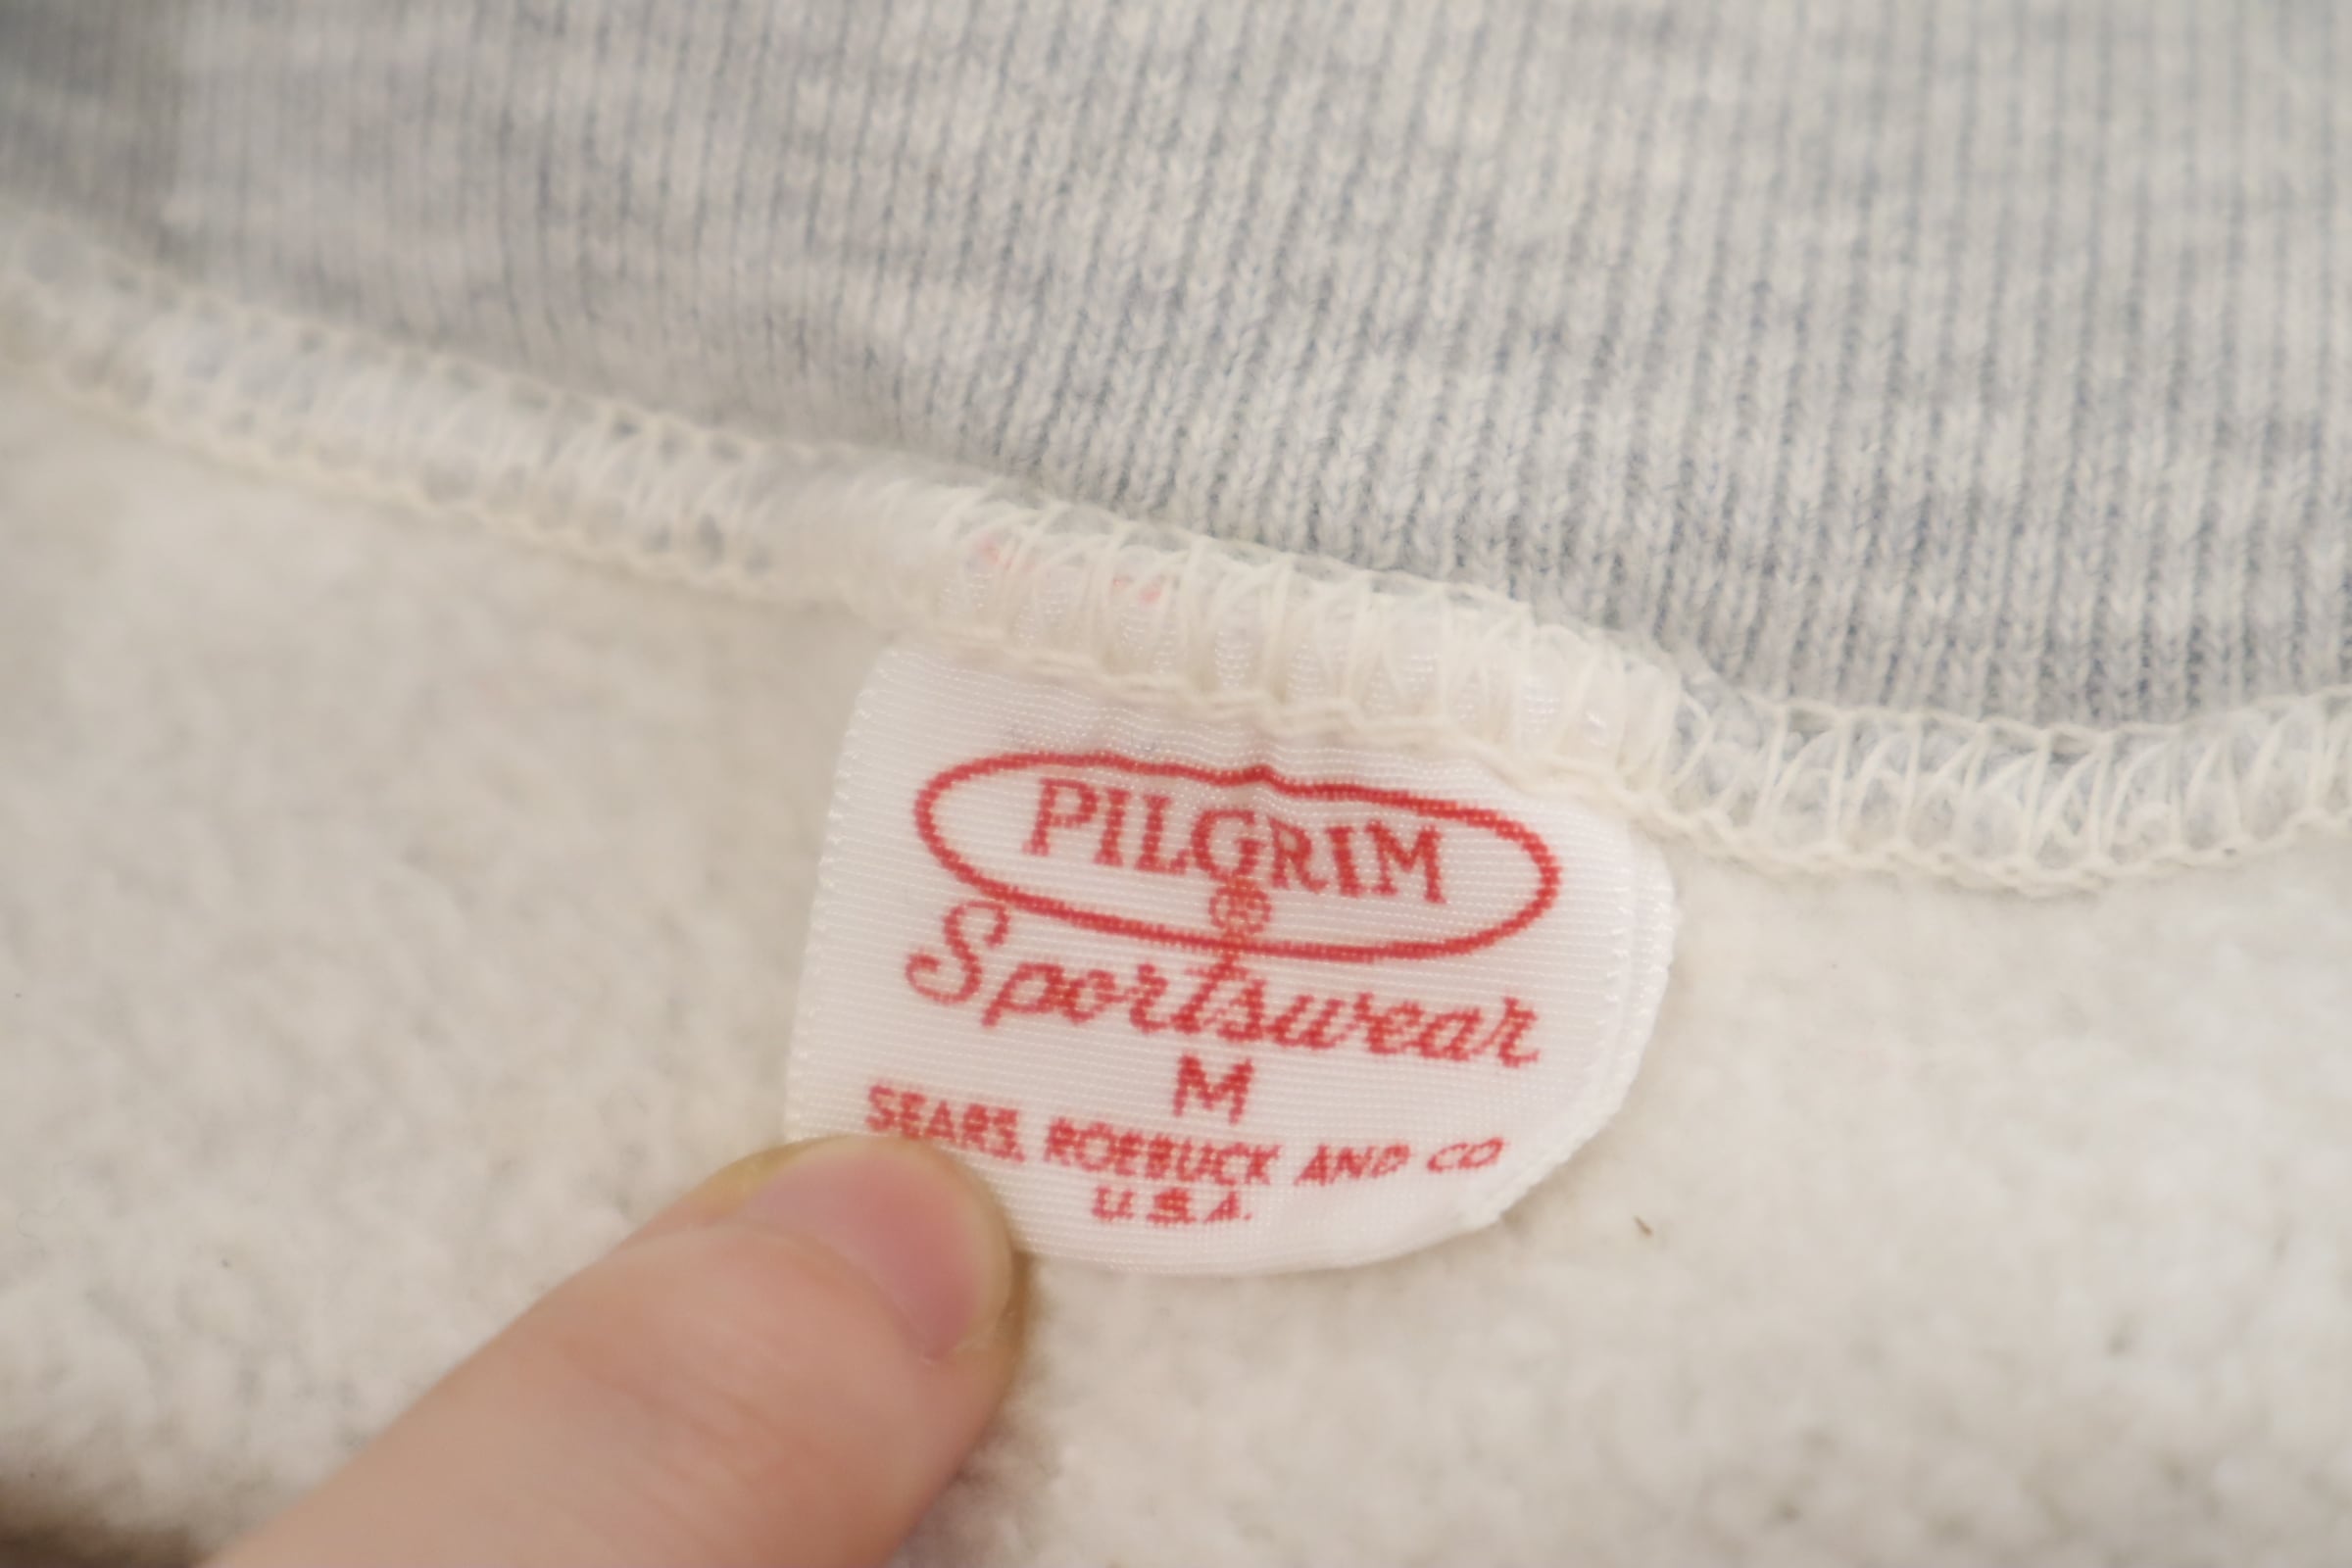 PILGRIM
®
Sportswear
M
SEARS, ROEBUCK AND CO
U.S.A.